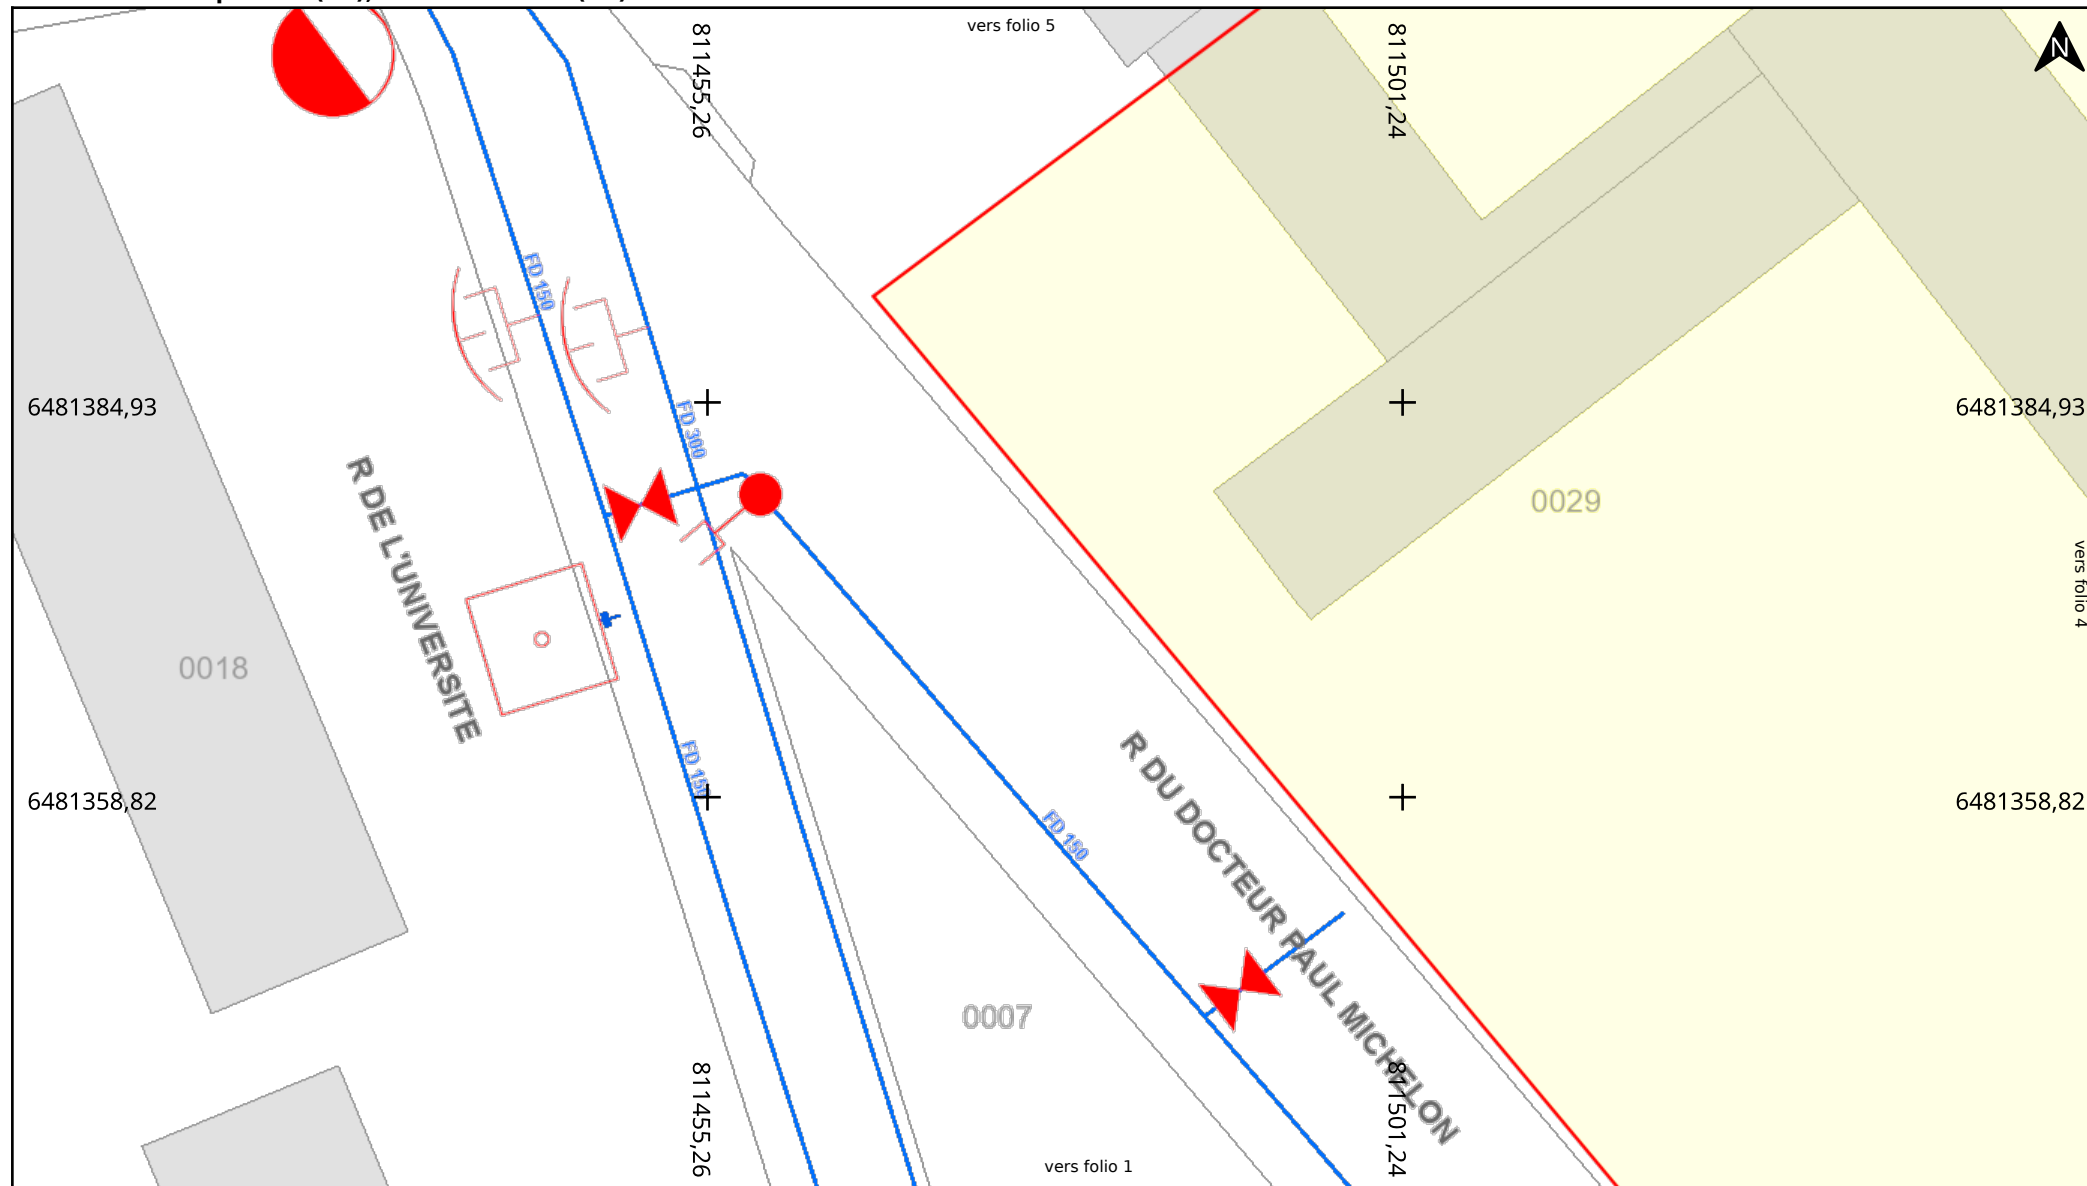 vers folio 5
811455,26
811501,24
N
FD 150
6481384,93
6481384,93
FD 300
R DE L'UNIVERSITE
0029
vers folio 4
0018
FD 150
R DU DOCTEUR PAUL MICHELON
6481358,82
6481358,82
FD 150
0007
811455,26
811501,24
vers folio 1